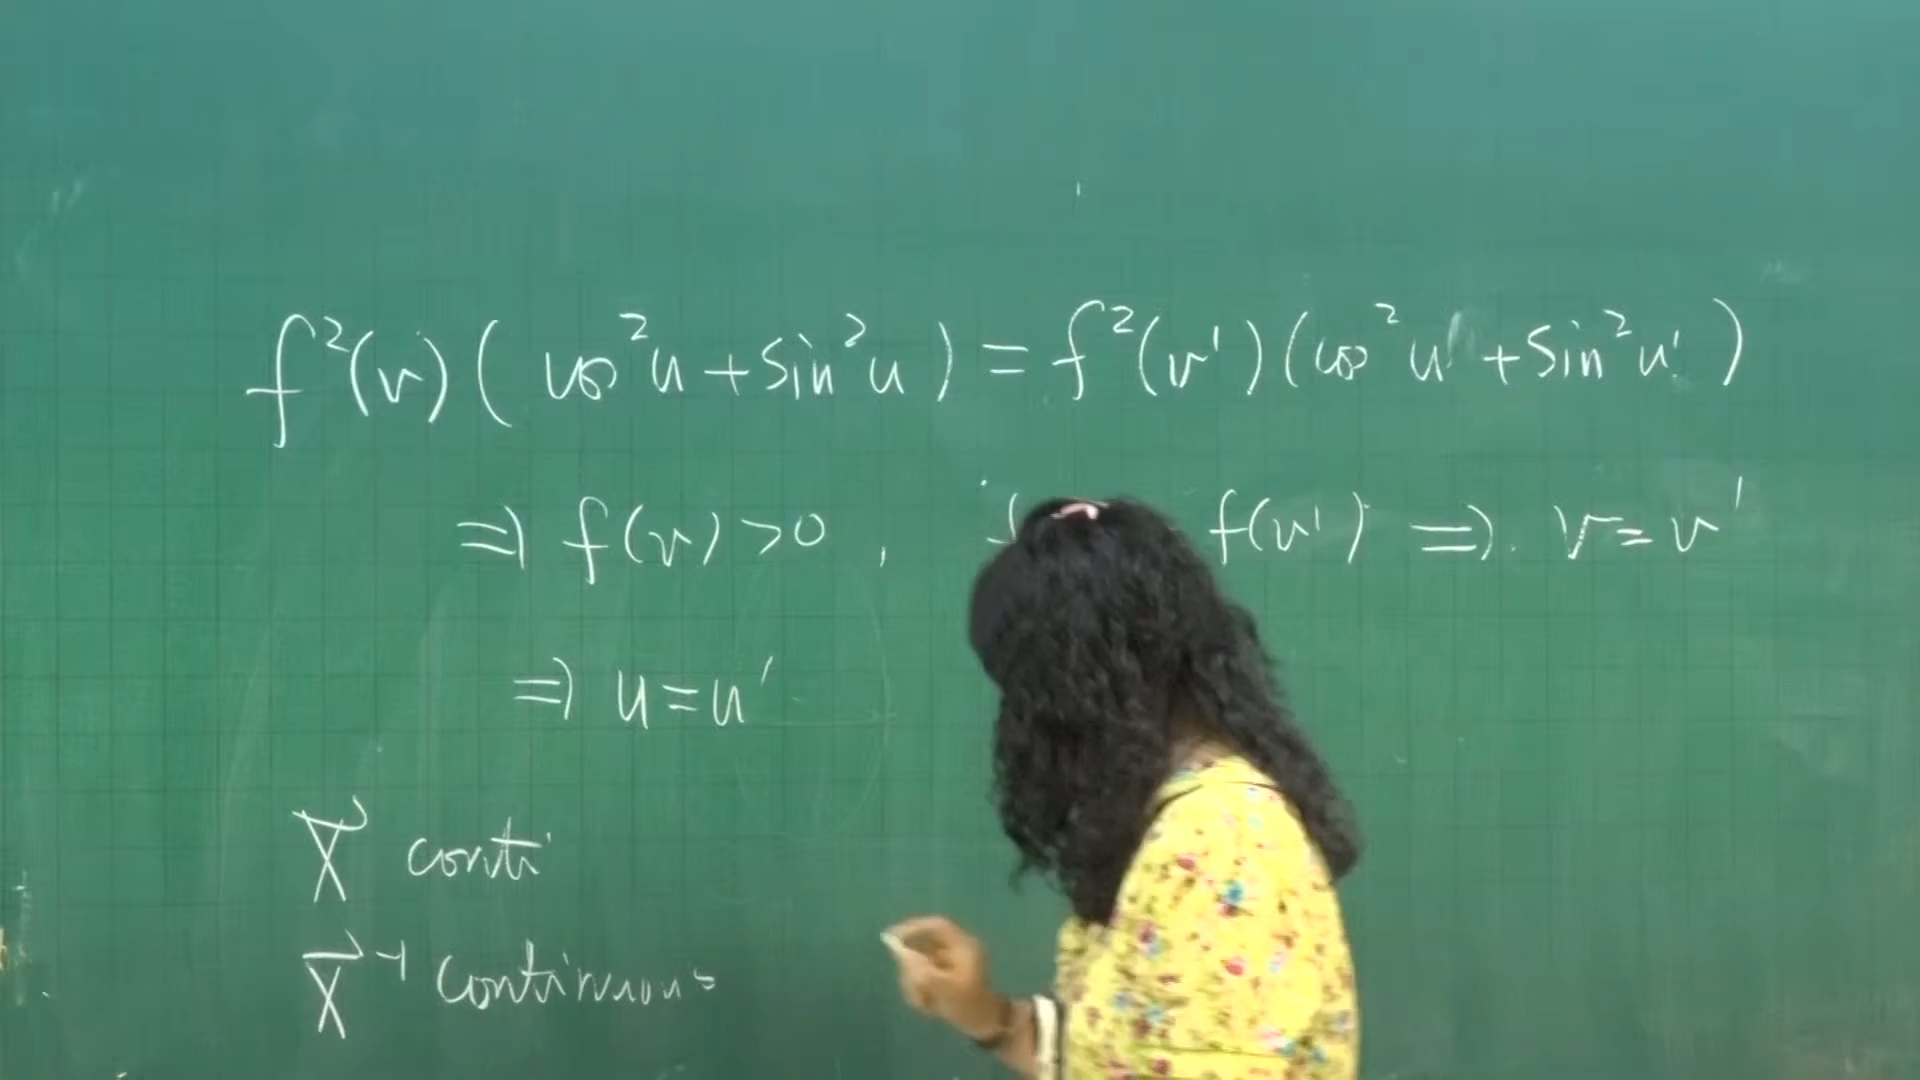 f²(v)(cos²u+sin²u)=f²(v')(cos²u'+sin²u')
⇒ f(v)>0, f(v') ⇒ v=v'
⇒ u=u'
X⃗ conti
X⃗⁻¹ continuous